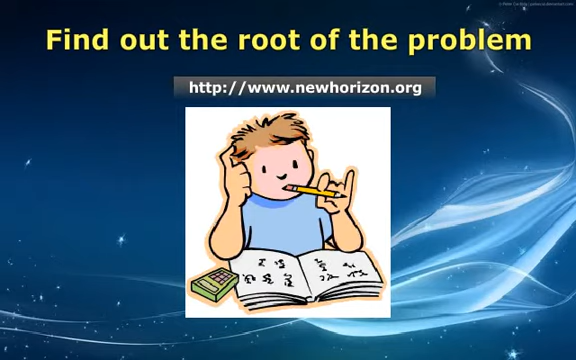 Find out the root of the problem
http://www.newhorizon.org